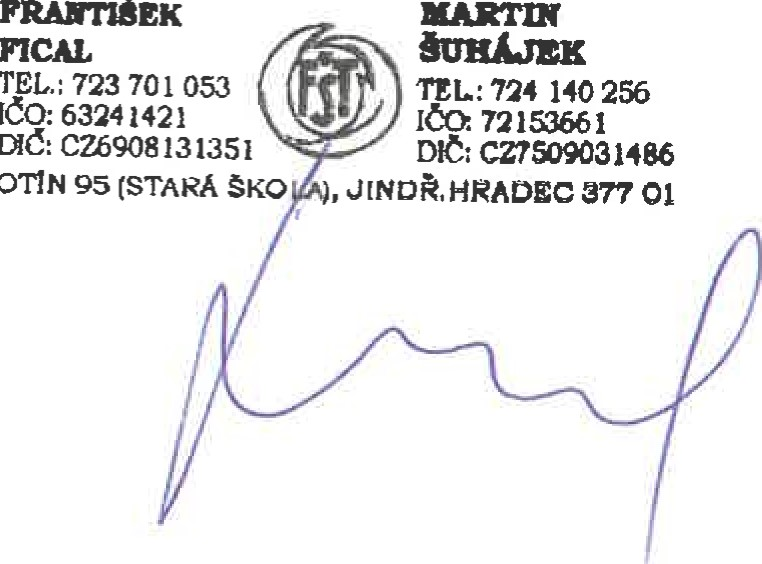 FRANTIŠEK
FICAL
TEL.: 723 701 053
IČO: 63241421
DIČ: CZ6908131351
FŠT
MARTIN
ŠUHÁJEK
TEL.: 724 140 256
IČO: 72153661
DIČ: CZ7509031486
OTÍN 95 (STARÁ ŠKOLA), JINDŘ.HRADEC 377 01